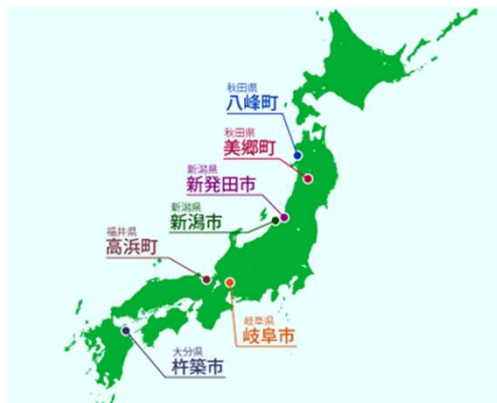 秋田県
八峰町
秋田県
美郷町
新潟県
新発田市
新潟県
新潟市
福井県
高浜町
岐阜県
岐阜市
大分県
杵築市